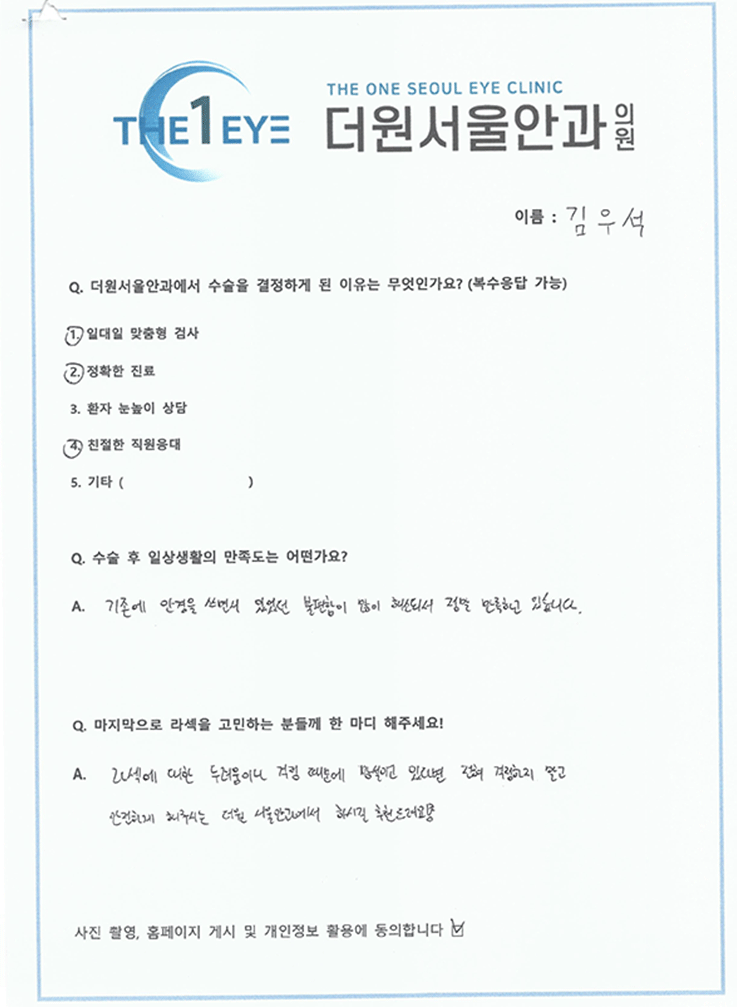 THE 1 EYE
THE ONE SEOUL EYE CLINIC
더원서울안과의원
이름 : 김우석
Q. 더원서울안과에서 수술을 결정하게 된 이유는 무엇인가요? (복수응답 가능)
1. 일대일 맞춤형 검사
2. 정확한 진료
3. 환자 눈높이 상담
4. 친절한 직원응대
5. 기타 ( )
Q. 수술 후 일상생활의 만족도는 어떤가요?
A. 기존에 안경을 쓰면서 있었던 불편함이 많이 해소되서 정말 만족하고 있습니다.
Q. 마지막으로 라섹을 고민하는 분들께 한 마디 해주세요!
A. 라섹에 대한 두려움이나 걱정 때문에 망설이고 있다면 전혀 걱정하지 말고
안전하게 해주시는 더원 서울안과에서 하시길 추천드려요
사진 촬영, 홈페이지 게시 및 개인정보 활용에 동의합니다